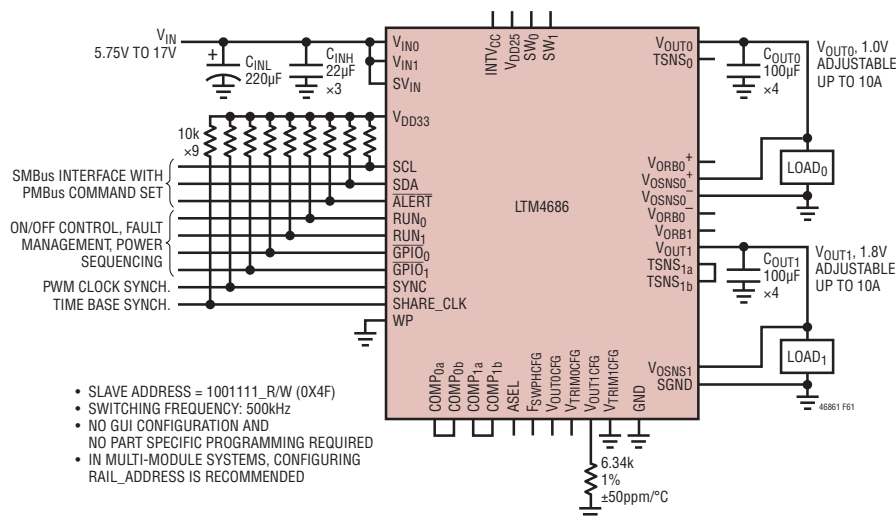 VIN
5.75V TO 17V
CINL
220µF
+
CINH
22µF
×3
10k
×9
SMBus INTERFACE WITH
PMBus COMMAND SET
ON/OFF CONTROL, FAULT
MANAGEMENT, POWER
SEQUENCING
PWM CLOCK SYNCH.
TIME BASE SYNCH.
INTVCC
VDD25
SW0
SW1
VIN0
VIN1
SVIN
VDD33
SCL
SDA
ALERT
RUN0
RUN1
GPIO0
GPIO1
SYNC
SHARE_CLK
WP
LTM4686
VOUT0
TSNS0
VORB0+
VOSNS0+
VOSNS0–
VORB0–
VORB1
VOUT1
TSNS1a
TSNS1b
VOSNS1
SGND
COMP0a
COMP0b
COMP1a
COMP1b
ASEL
FSWPHCFG
VOUT0CFG
VTRIM0CFG
VOUT1CFG
VTRIM1CFG
GND
COUT0
100µF
×4
VOUT0, 1.0V
ADJUSTABLE
UP TO 10A
LOAD0
COUT1
100µF
×4
VOUT1, 1.8V
ADJUSTABLE
UP TO 10A
LOAD1
46861 F61
6.34k
1%
±50ppm/°C
• SLAVE ADDRESS = 1001111_R/W (0X4F)
• SWITCHING FREQUENCY: 500kHz
• NO GUI CONFIGURATION AND
NO PART SPECIFIC PROGRAMMING REQUIRED
• IN MULTI-MODULE SYSTEMS, CONFIGURING
RAIL_ADDRESS IS RECOMMENDED